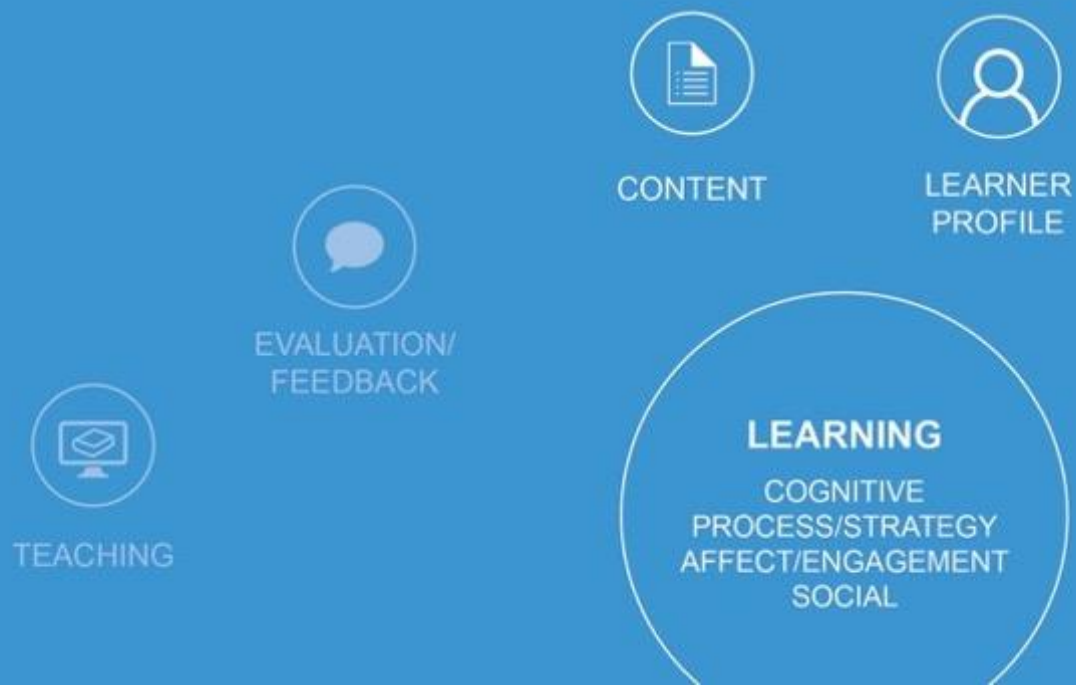 CONTENT
LEARNER
PROFILE
EVALUATION/
FEEDBACK
TEACHING
LEARNING
COGNITIVE
PROCESS/STRATEGY
AFFECT/ENGAGEMENT
SOCIAL